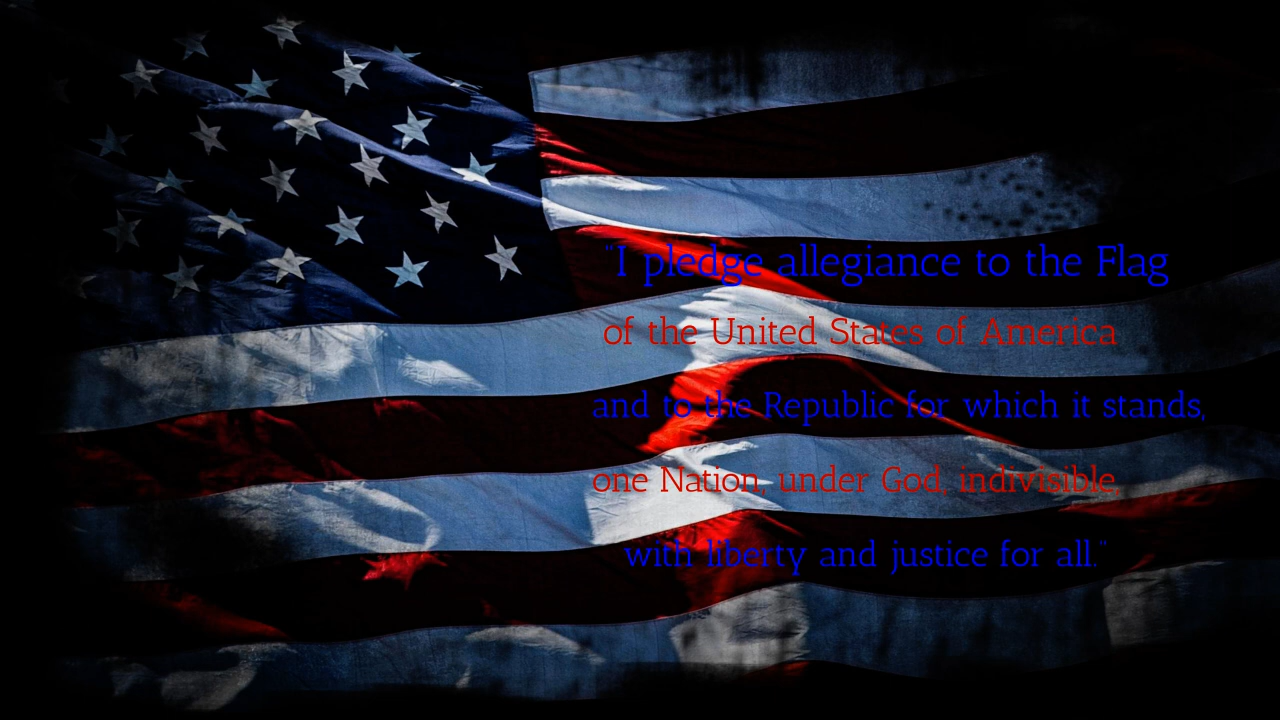 "I pledge allegiance to the Flag
of the United States of America
and to the Republic for which it stands,
one Nation, under God, indivisible,
with liberty and justice for all."